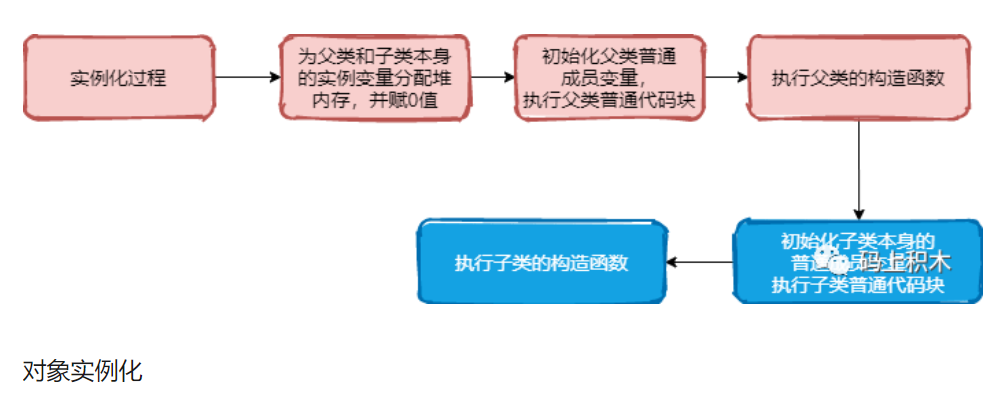 实例化过程
为父类和子类本身
的实例变量分配堆
内存，并赋0值
初始化父类普通
成员变量，
执行父类普通代码块
执行父类的构造函数
初始化子类本身的
普通
执行子类普通代码块
码上积木
执行子类的构造函数
对象实例化